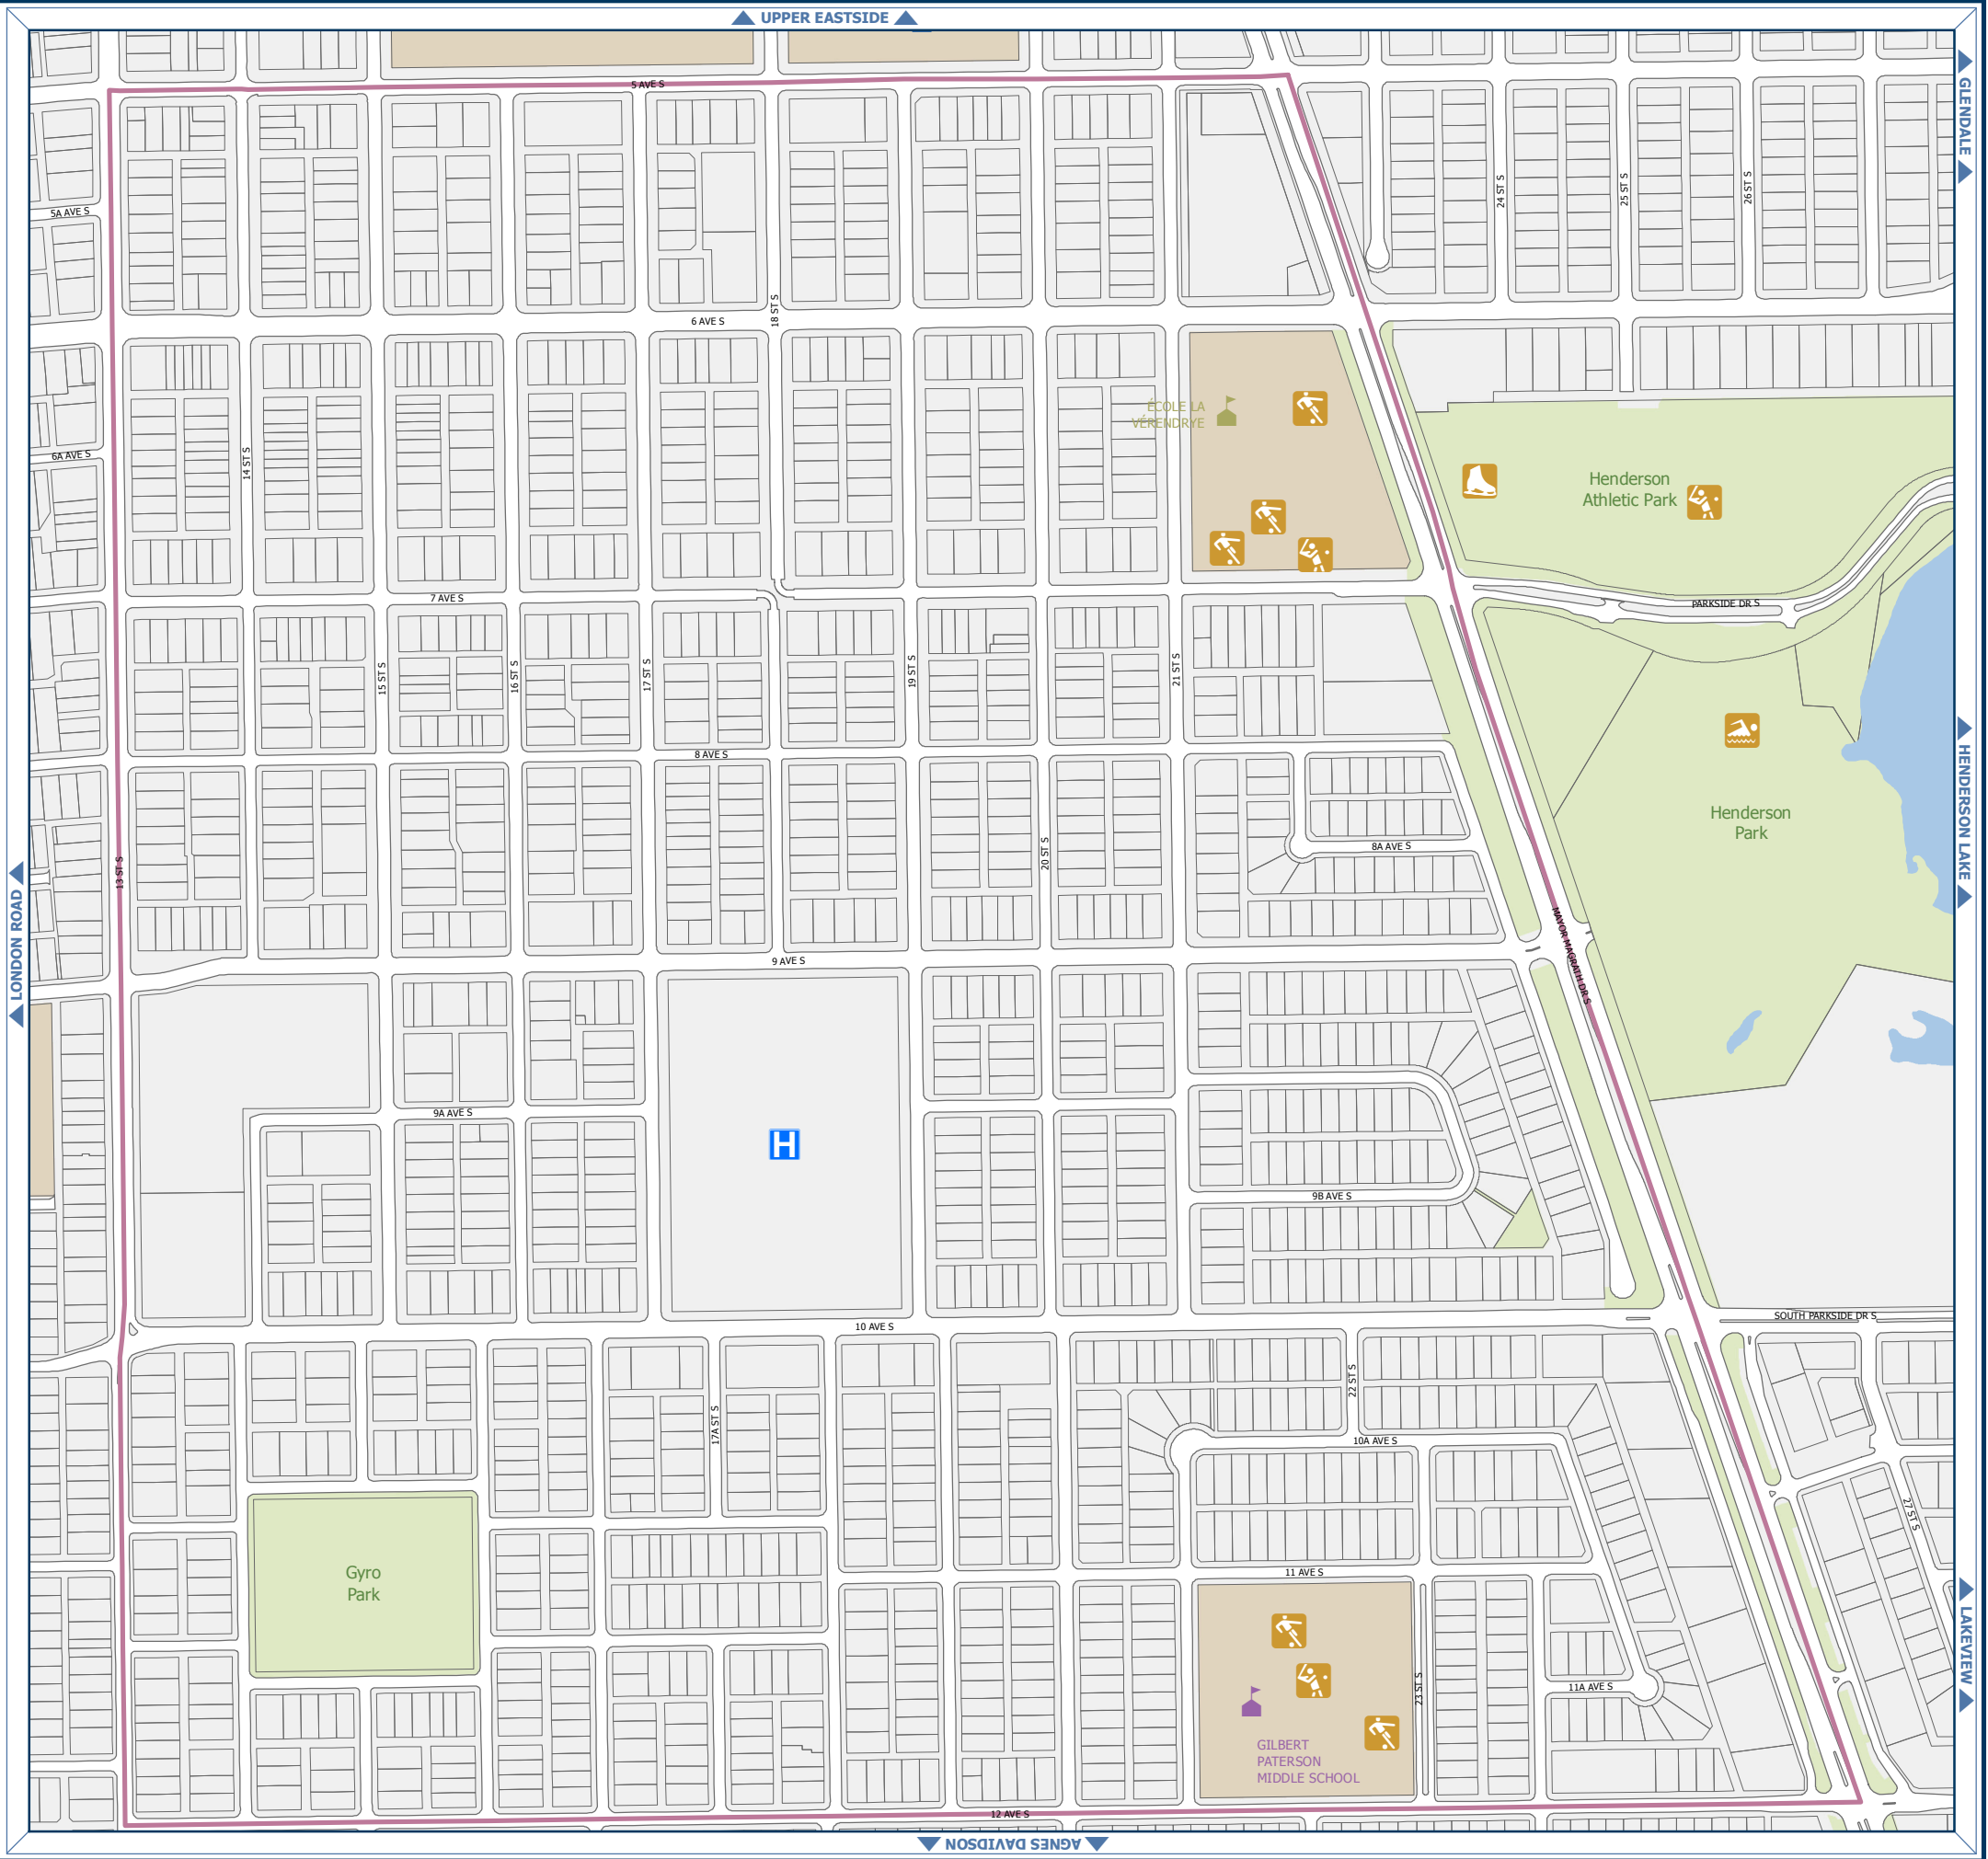 UPPER EASTSIDE
5 AVE S
GLENDALE
24 ST S
25 ST S
26 ST S
5A AVE S
18 ST S
6 AVE S
ÉCOLE LA
VÉRENDRYE
6A AVE S
14 ST S
Henderson
Athletic Park
7 AVE S
PARKSIDE DR S
15 ST S
16 ST S
17 ST S
19 ST S
21 ST S
8 AVE S
HENDERSON LAKE
Henderson
Park
8A AVE S
20 ST S
13 ST S
LONDON ROAD
9 AVE S
MAYOR MAGRATH DR S
9A AVE S
H
9B AVE S
SOUTH PARKSIDE DR S
10 AVE S
22 ST S
17A ST S
10A AVE S
27 ST S
11 AVE S
Gyro
Park
LAKEVIEW
23 ST S
11A AVE S
GILBERT
PATERSON
MIDDLE SCHOOL
12 AVE S
AGNES DAVIDSON